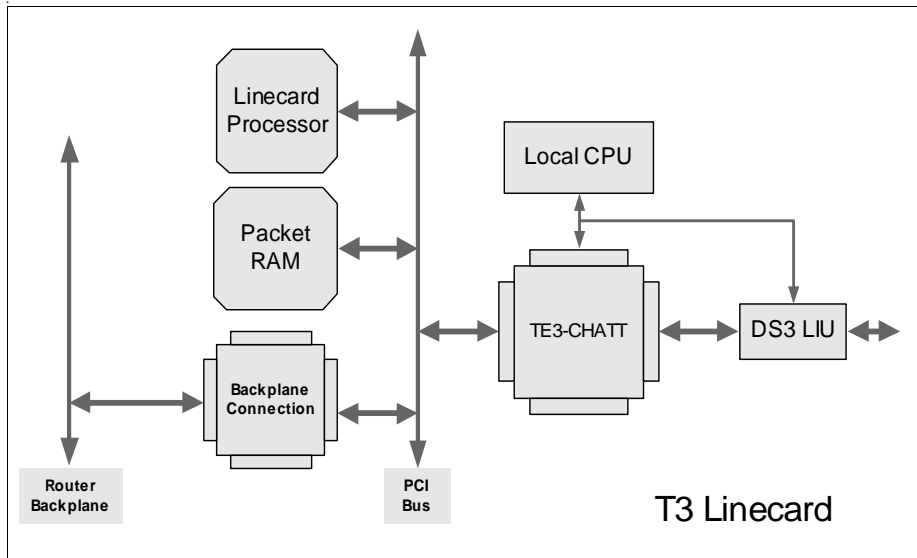 Linecard
Processor
Local CPU
Packet
RAM
TE3-CHATT
DS3 LIU
Backplane
Connection
Router
Backplane
PCI
Bus
T3 Linecard